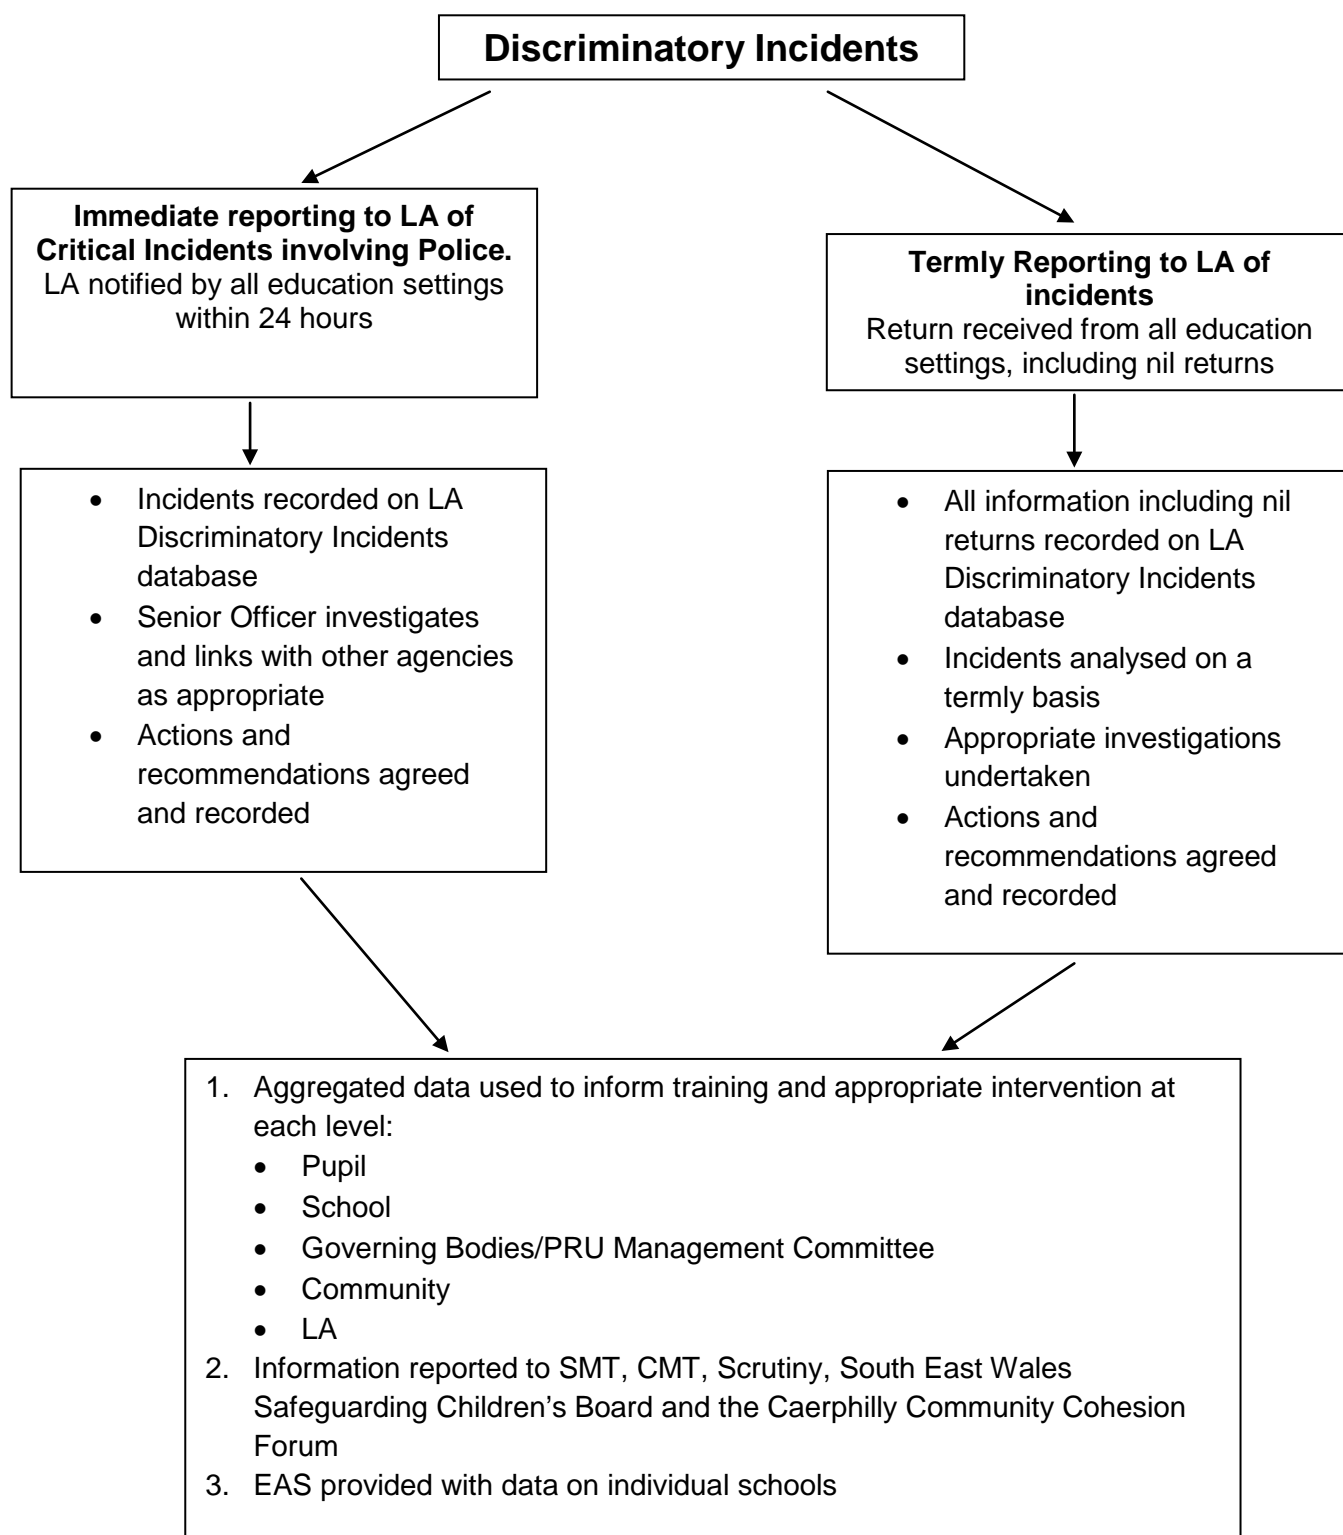 Discriminatory Incidents
Immediate reporting to LA of
Critical Incidents involving Police.
LA notified by all education settings
within 24 hours
Termly Reporting to LA of
incidents
Return received from all education
settings, including nil returns
• Incidents recorded on LA
Discriminatory Incidents
database
• Senior Officer investigates
and links with other agencies
as appropriate
• Actions and
recommendations agreed
and recorded
• All information including nil
returns recorded on LA
Discriminatory Incidents
database
• Incidents analysed on a
termly basis
• Appropriate investigations
undertaken
• Actions and
recommendations agreed
and recorded
1. Aggregated data used to inform training and appropriate intervention at
each level:
• Pupil
• School
• Governing Bodies/PRU Management Committee
• Community
• LA
2. Information reported to SMT, CMT, Scrutiny, South East Wales
Safeguarding Children’s Board and the Caerphilly Community Cohesion
Forum
3. EAS provided with data on individual schools